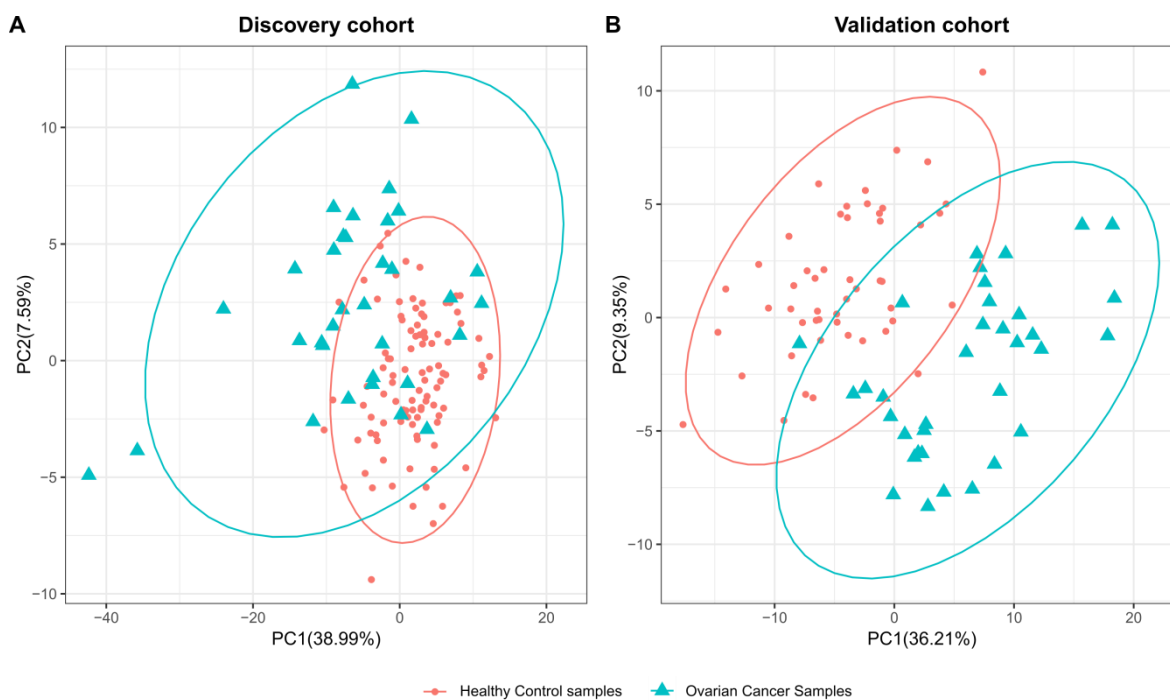 A
Discovery cohort
10
5
0
−5
−10
PC2(7.59%)
−40
−20
0
20
PC1(38.99%)
B
Validation cohort
10
5
0
−5
−10
PC2(9.35%)
−10
0
10
20
PC1(36.21%)
Healthy Control samples
Ovarian Cancer Samples